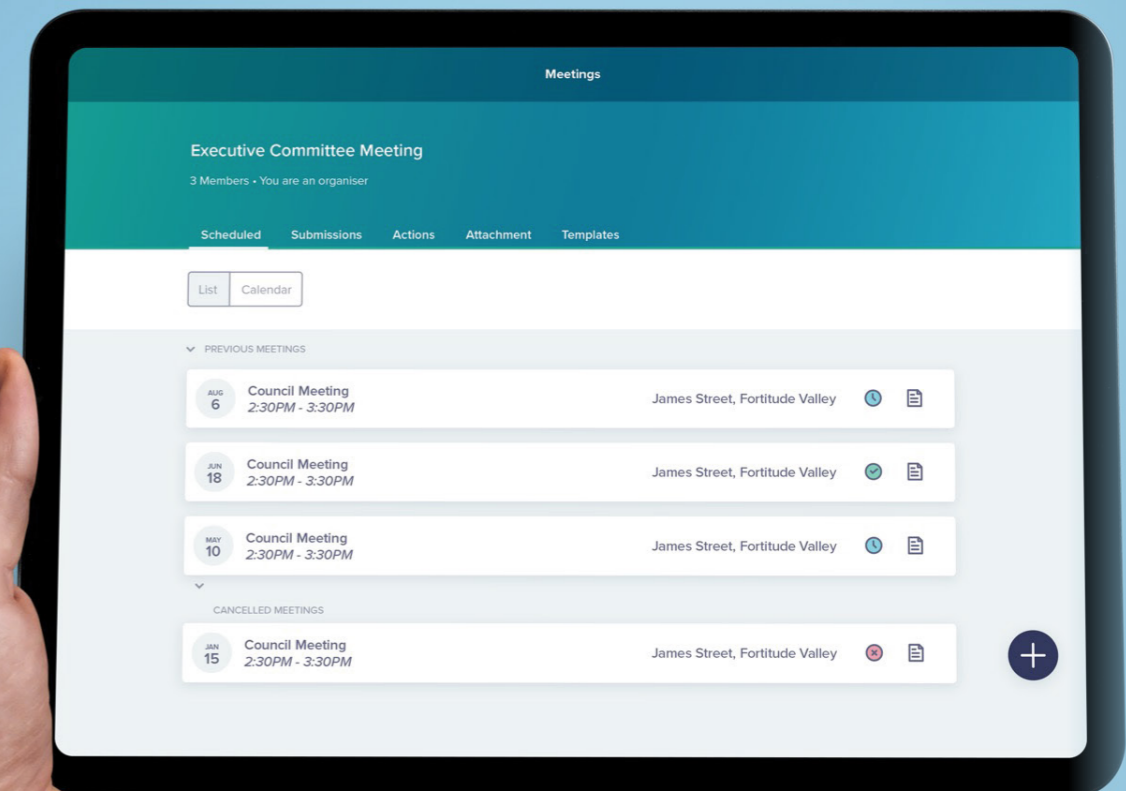 Meetings
Executive Committee Meeting
3 Members • You are an organiser
Scheduled Submissions Actions Attachment Templates
List Calendar
PREVIOUS MEETINGS
AUG
6
Council Meeting
2:30PM - 3:30PM
James Street, Fortitude Valley
JUN
18
Council Meeting
2:30PM - 3:30PM
James Street, Fortitude Valley
MAY
10
Council Meeting
2:30PM - 3:30PM
James Street, Fortitude Valley
CANCELLED MEETINGS
JAN
15
Council Meeting
2:30PM - 3:30PM
James Street, Fortitude Valley